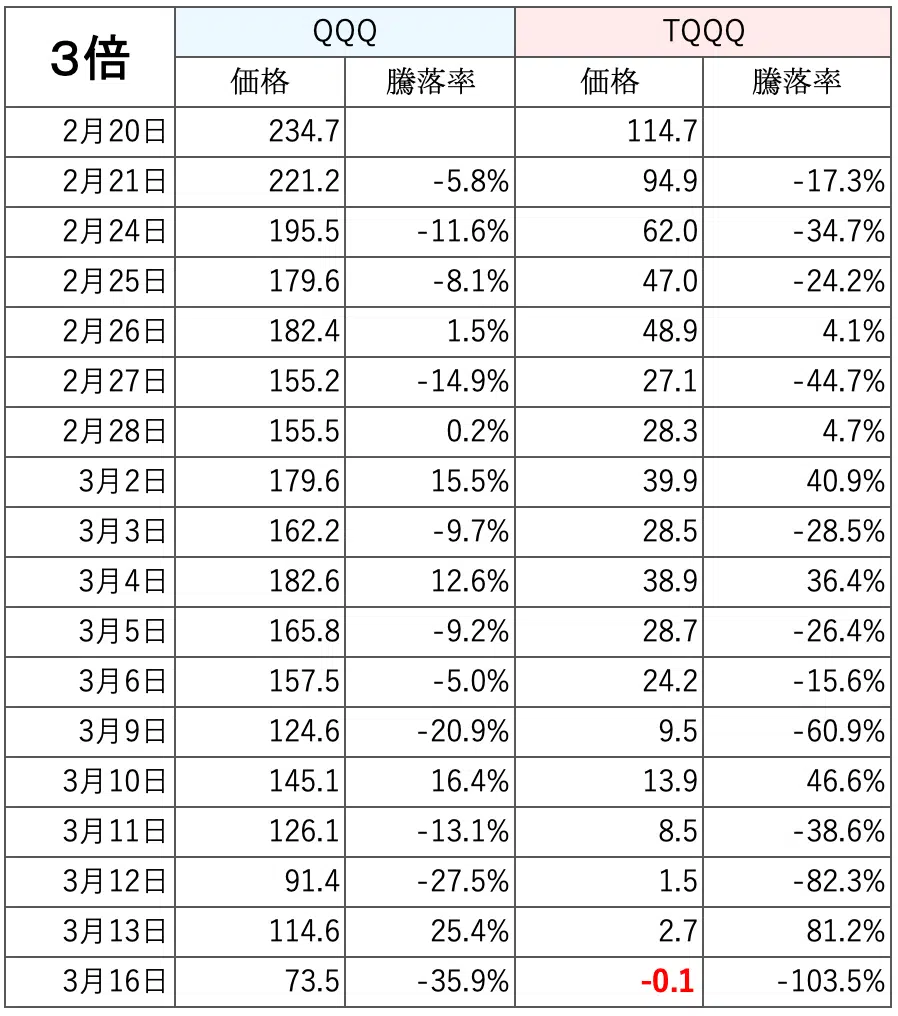 3倍 QQQ TQQQ
価格 騰落率 価格 騰落率
2月20日 234.7 114.7
2月21日 221.2 -5.8% 94.9 -17.3%
2月24日 195.5 -11.6% 62.0 -34.7%
2月25日 179.6 -8.1% 47.0 -24.2%
2月26日 182.4 1.5% 48.9 4.1%
2月27日 155.2 -14.9% 27.1 -44.7%
2月28日 155.5 0.2% 28.3 4.7%
3月2日 179.6 15.5% 39.9 40.9%
3月3日 162.2 -9.7% 28.5 -28.5%
3月4日 182.6 12.6% 38.9 36.4%
3月5日 165.8 -9.2% 28.7 -26.4%
3月6日 157.5 -5.0% 24.2 -15.6%
3月9日 124.6 -20.9% 9.5 -60.9%
3月10日 145.1 16.4% 13.9 46.6%
3月11日 126.1 -13.1% 8.5 -38.6%
3月12日 91.4 -27.5% 1.5 -82.3%
3月13日 114.6 25.4% 2.7 81.2%
3月16日 73.5 -35.9% -0.1 -103.5%